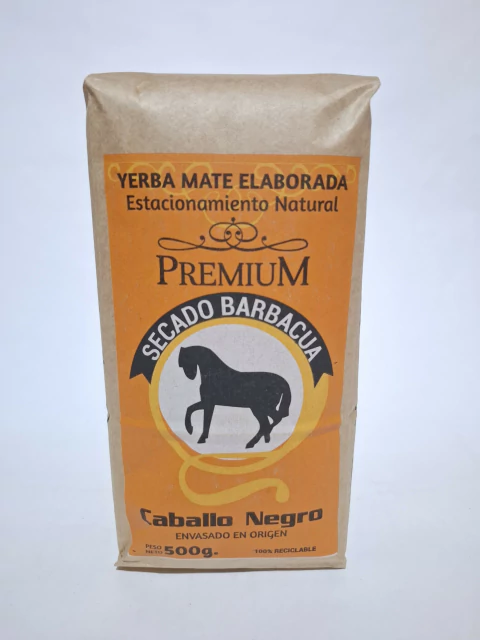 YERBA MATE ELABORADA
Estacionamiento Natural
PREMIUM
SECADO BARBACUA
Caballo Negro
ENVASADO EN ORIGEN
PESO
NETO 500g.
100% RECICLABLE